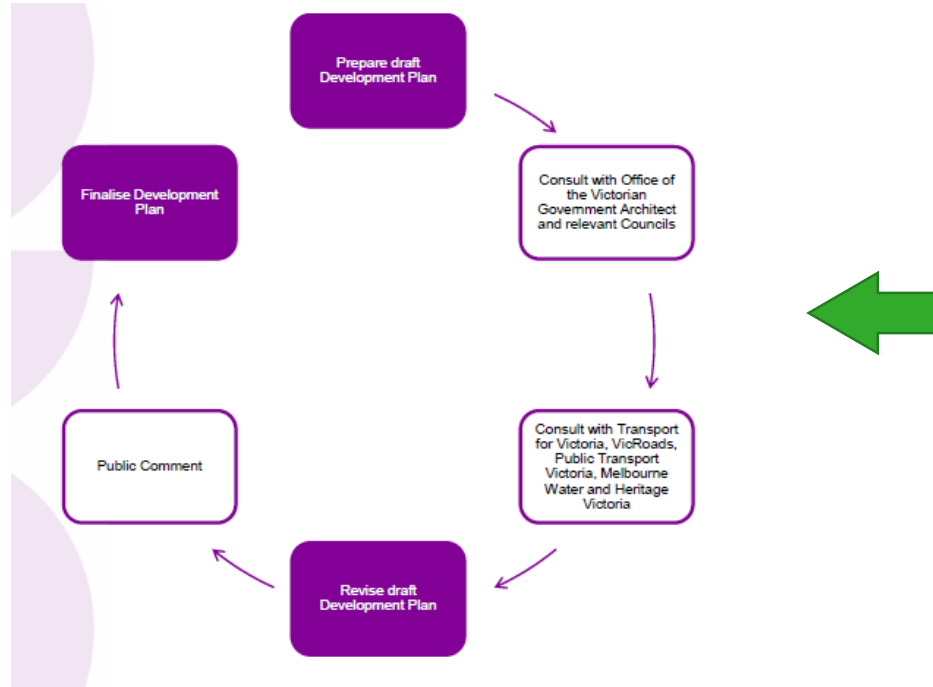 Prepare draft
Development Plan
Consult with Office of
the Victorian
Government Architect
and relevant Councils
Consult with Transport
for Victoria, VicRoads,
Public Transport
Victoria, Melbourne
Water and Heritage
Victoria
Revise draft
Development Plan
Public Comment
Finalise Development
Plan